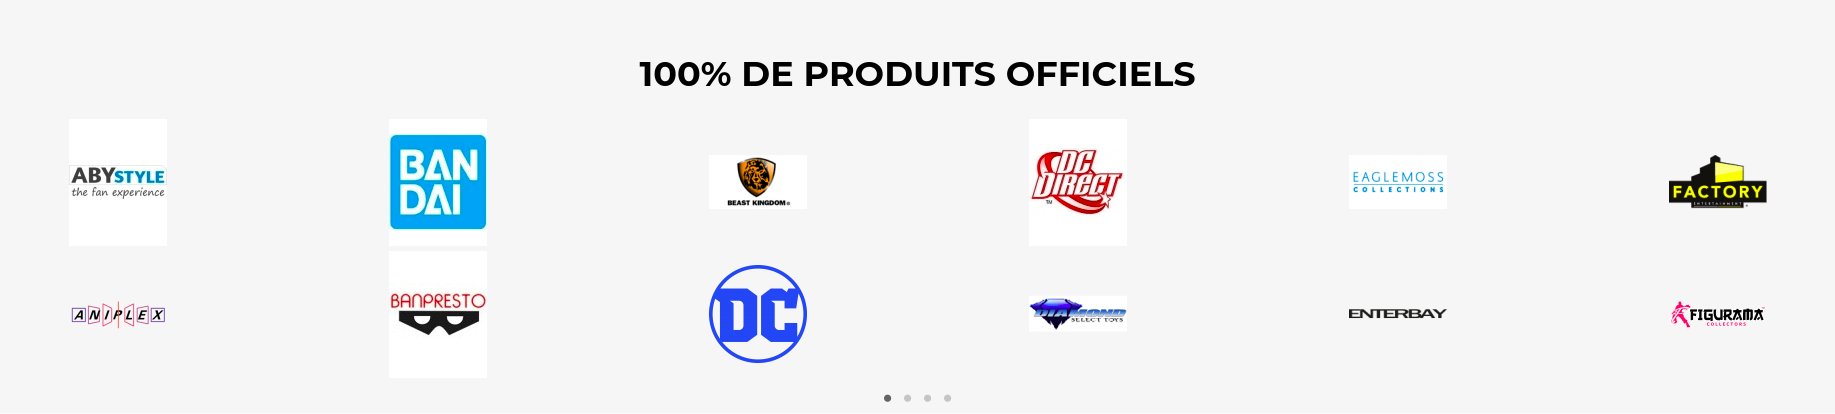 100% DE PRODUITS OFFICIELS
ABYSTYLE
the fan experience
BAN
DAI
BEAST KINGDOM®
DC
DIRECT
TM
EAGLEMOSS
COLLECTIONS
FACTORY
ENTERTAINMENT
ANIPLEX
BANPRESTO
DC
DIAMOND
SELECT TOYS
ENTERBAY
FIGURAMA
COLLECTORS